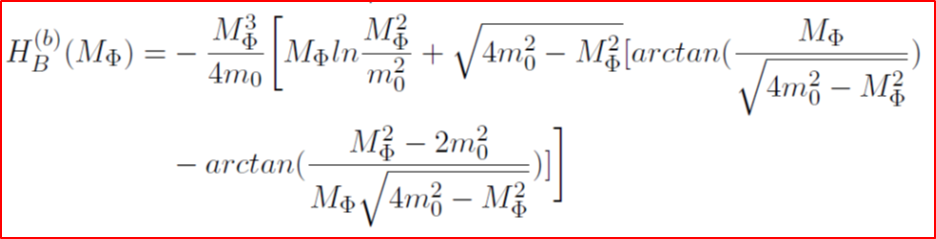 $H_B^{(b)}(M_\Phi) = -\frac{M_\Phi^3}{4m_0}\Bigg[M_\Phi ln\frac{M_\Phi^2}{m_0^2} + \sqrt{4m_0^2 - M_\Phi^2}[arctan(\frac{M_\Phi}{\sqrt{4m_0^2 - M_\Phi^2}})$
$- arctan(\frac{M_\Phi^2 - 2m_0^2}{M_\Phi\sqrt{4m_0^2 - M_\Phi^2}})]\Bigg]$